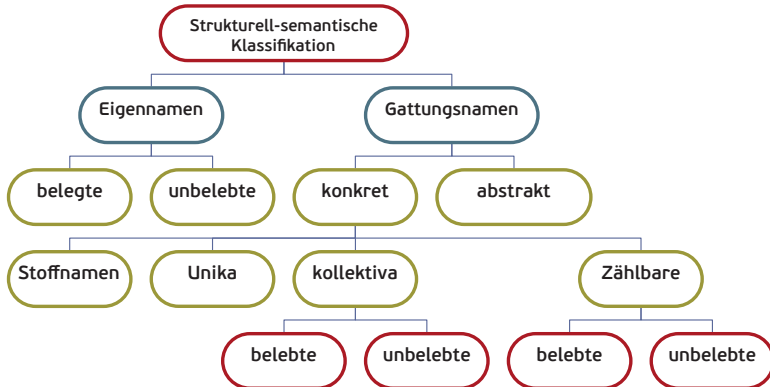 Strukturell-semantische
Klassifikation
Eigennamen
Gattungsnamen
belegte
unbelebte
konkret
abstrakt
Stoffnamen
Unika
kollektiva
Zählbare
belebte
unbelebte
belebte
unbelebte